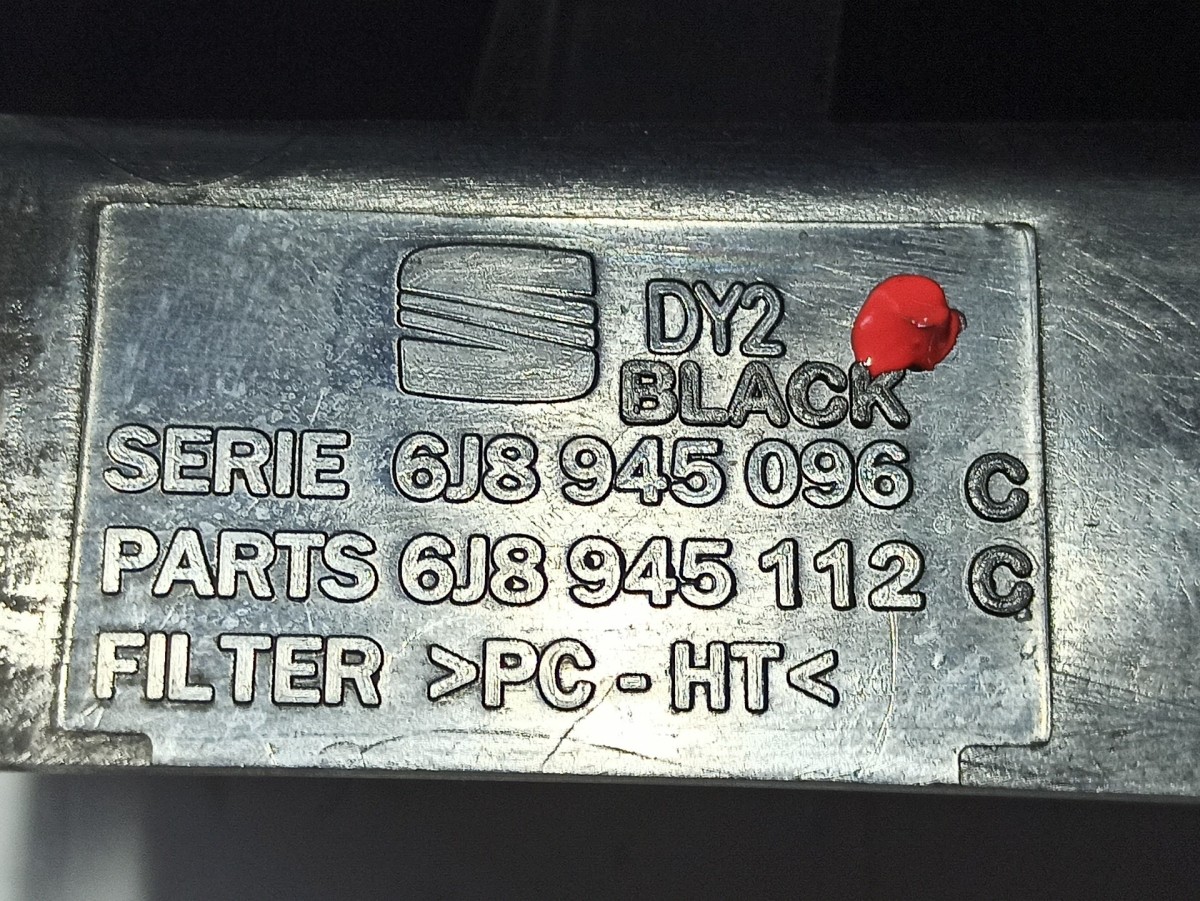 DY2
BLACK
SERIE 6J8 945 096 C
PARTS 6J8 945 112 C
FILTER >PC-HT<